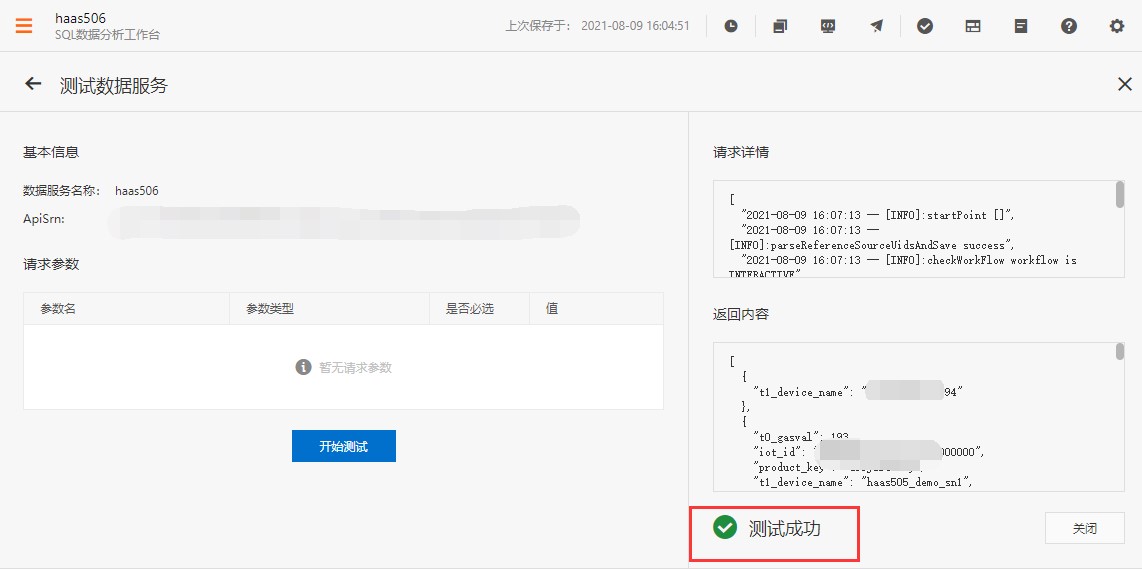 haas506
SQL数据分析工作台
上次保存于： 2021-08-09 16:04:51
测试数据服务
基本信息
数据服务名称： haas506
ApiSrn:
请求参数
参数名 参数类型 是否必选 值
暂无请求参数
开始测试
请求详情
[
"2021-08-09 16:07:13 — [INFO]:startPoint []",
"2021-08-09 16:07:13 —
[INFO]:parseReferenceSourceUidsAndSave success",
"2021-08-09 16:07:13 — [INFO]:checkWorkFlow workflow is
INTERACTIVE"
返回内容
[
{
"t1_device_name": " 94"
},
{
"t0_gasval": 193
"iot_id": " 000000",
"product_key
"t1_device_name": "haas505_demo_sn1",
测试成功
关闭